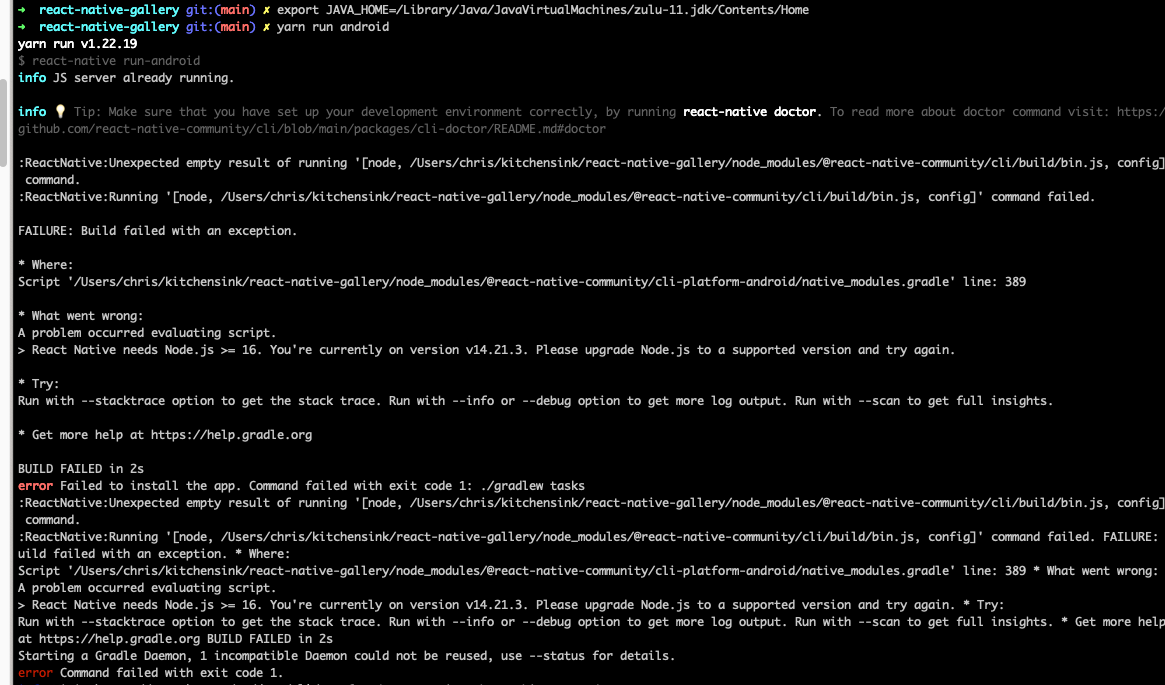 ➜  react-native-gallery git:(main) ✗ export JAVA_HOME=/Library/Java/JavaVirtualMachines/zulu-11.jdk/Contents/Home
➜  react-native-gallery git:(main) ✗ yarn run android
yarn run v1.22.19
$ react-native run-android
info JS server already running.
info 💡 Tip: Make sure that you have set up your development environment correctly, by running react-native doctor. To read more about doctor command visit: https:/
github.com/react-native-community/cli/blob/main/packages/cli-doctor/README.md#doctor
:ReactNative:Unexpected empty result of running '[node, /Users/chris/kitchensink/react-native-gallery/node_modules/@react-native-community/cli/build/bin.js, config]
 command.
:ReactNative:Running '[node, /Users/chris/kitchensink/react-native-gallery/node_modules/@react-native-community/cli/build/bin.js, config]' command failed.
FAILURE: Build failed with an exception.
* Where:
Script '/Users/chris/kitchensink/react-native-gallery/node_modules/@react-native-community/cli-platform-android/native_modules.gradle' line: 389
* What went wrong:
A problem occurred evaluating script.
> React Native needs Node.js >= 16. You're currently on version v14.21.3. Please upgrade Node.js to a supported version and try again.
* Try:
Run with --stacktrace option to get the stack trace. Run with --info or --debug option to get more log output. Run with --scan to get full insights.
* Get more help at https://help.gradle.org
BUILD FAILED in 2s
error Failed to install the app. Command failed with exit code 1: ./gradlew tasks
:ReactNative:Unexpected empty result of running '[node, /Users/chris/kitchensink/react-native-gallery/node_modules/@react-native-community/cli/build/bin.js, config]
 command.
:ReactNative:Running '[node, /Users/chris/kitchensink/react-native-gallery/node_modules/@react-native-community/cli/build/bin.js, config]' command failed. FAILURE:
uild failed with an exception. * Where:
Script '/Users/chris/kitchensink/react-native-gallery/node_modules/@react-native-community/cli-platform-android/native_modules.gradle' line: 389 * What went wrong:
A problem occurred evaluating script.
> React Native needs Node.js >= 16. You're currently on version v14.21.3. Please upgrade Node.js to a supported version and try again. * Try:
Run with --stacktrace option to get the stack trace. Run with --info or --debug option to get more log output. Run with --scan to get full insights. * Get more help
at https://help.gradle.org BUILD FAILED in 2s
Starting a Gradle Daemon, 1 incompatible Daemon could not be reused, use --status for details.
error Command failed with exit code 1.